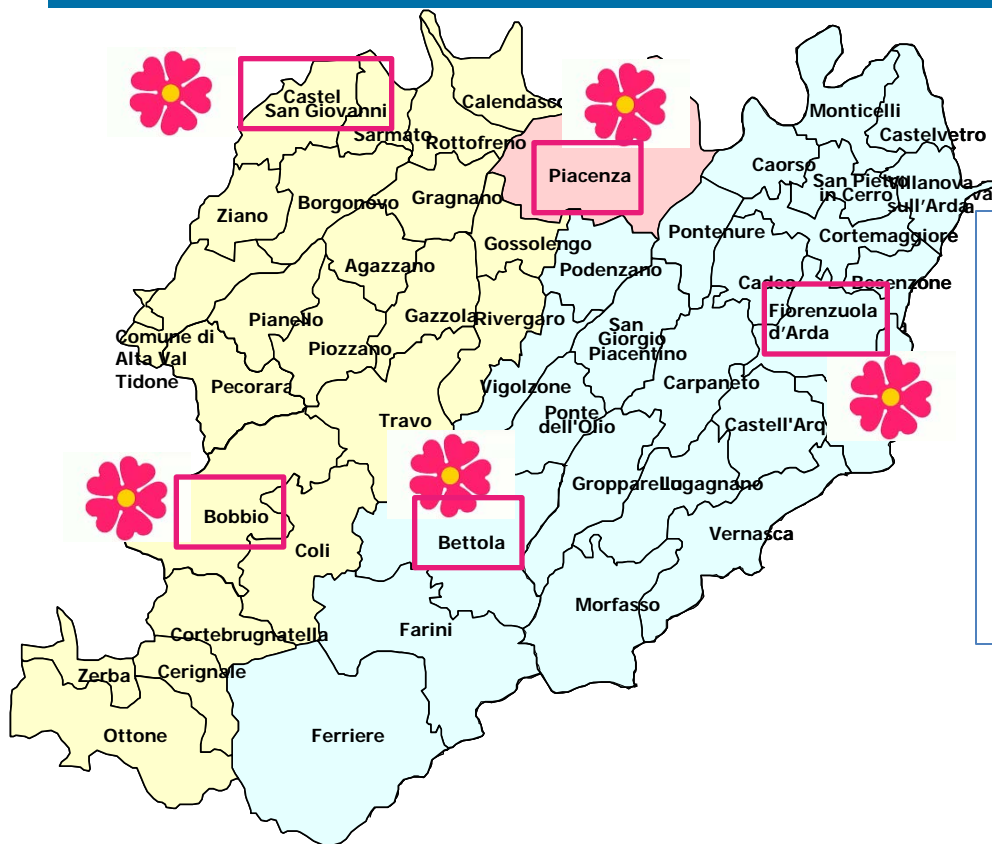 Castel
San Giovanni
Calendasco
Monticelli
Sarmato
Rottofreno
Castelvetro
Caorso
Piacenza
San Pietro
in Cerro
Villanova
sull'Arda
Ziano
Borgonovo
Gragnano
Pontenure
Cortemaggiore
Gossolengo
Agazzano
Podenzano
Cadeo
Besenzone
Pianello
Gazzola
Rivergaro
Fiorenzuola
d'Arda
Comune di
Alta Val
Tidone
Piozzano
San
Giorgio
Piacentino
Pecorara
Vigolzone
Carpaneto
Travo
Ponte
dell'Olio
Castell'Arq
Gropparello
Lugagnano
Bobbio
Bettola
Vernasca
Coli
Morfasso
Cortebrugnatella
Farini
Zerba
Cerignale
Ottone
Ferriere